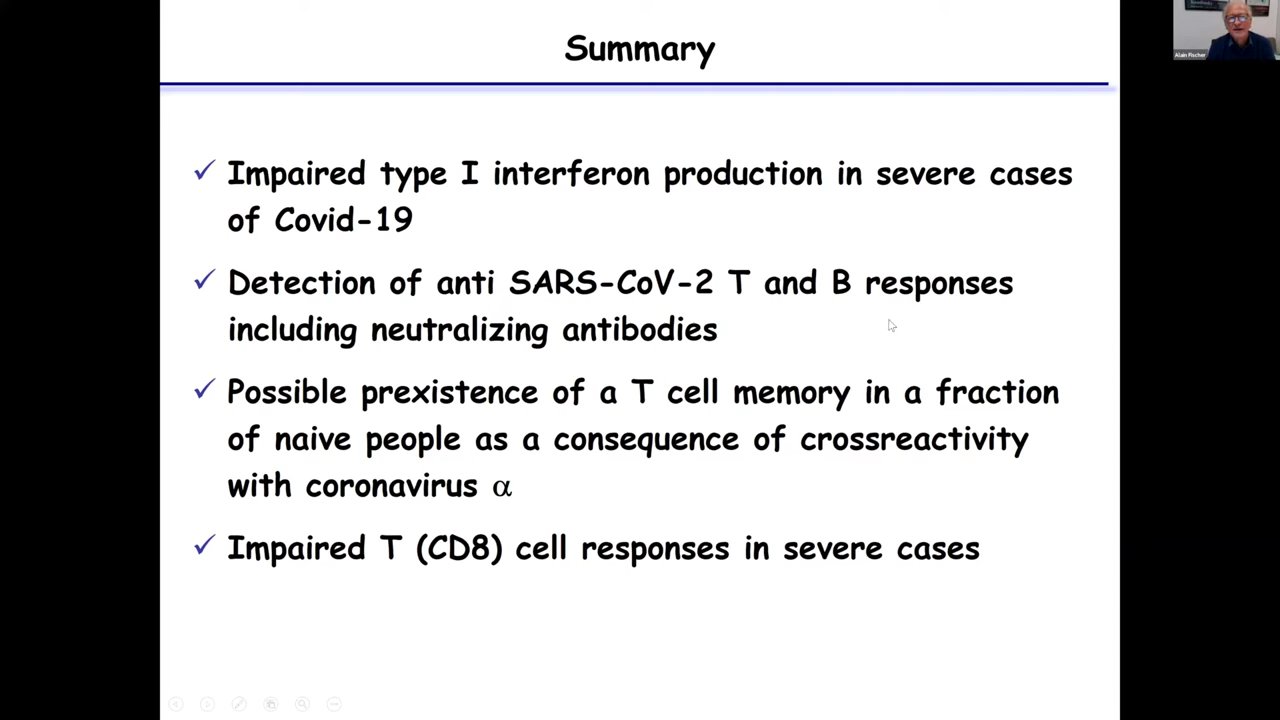 Summary
Alain Fischer
✓ Impaired type I interferon production in severe cases
of Covid-19
✓ Detection of anti SARS-CoV-2 T and B responses
including neutralizing antibodies
✓ Possible prexistence of a T cell memory in a fraction
of naive people as a consequence of crossreactivity
with coronavirus α
✓ Impaired T (CD8) cell responses in severe cases